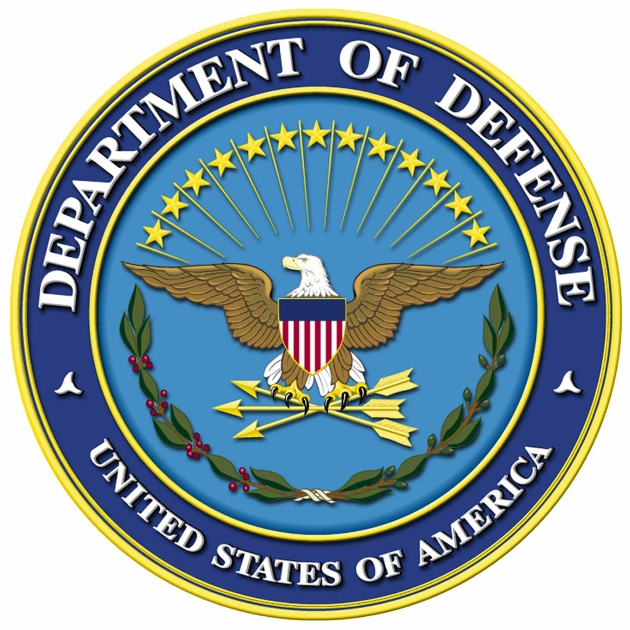 DEPARTMENT OF DEFENSE
UNITED STATES OF AMERICA